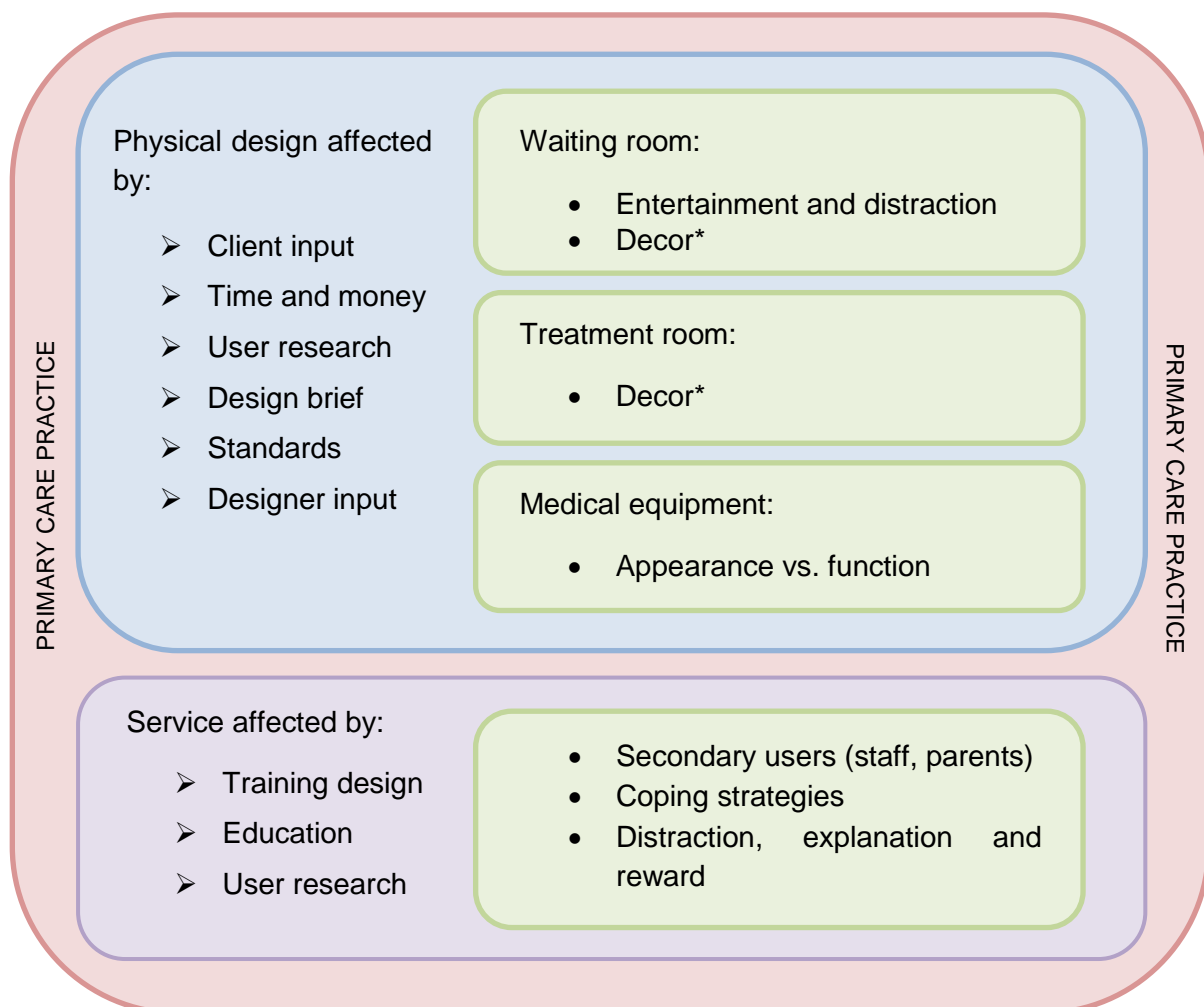 PRIMARY CARE PRACTICE
Physical design affected
by:
➢ Client input
➢ Time and money
➢ User research
➢ Design brief
➢ Standards
➢ Designer input
Waiting room:
• Entertainment and distraction
• Decor*
Treatment room:
• Decor*
Medical equipment:
• Appearance vs. function
PRIMARY CARE PRACTICE
Service affected by:
➢ Training design
➢ Education
➢ User research
• Secondary users (staff, parents)
• Coping strategies
• Distraction, explanation and
reward